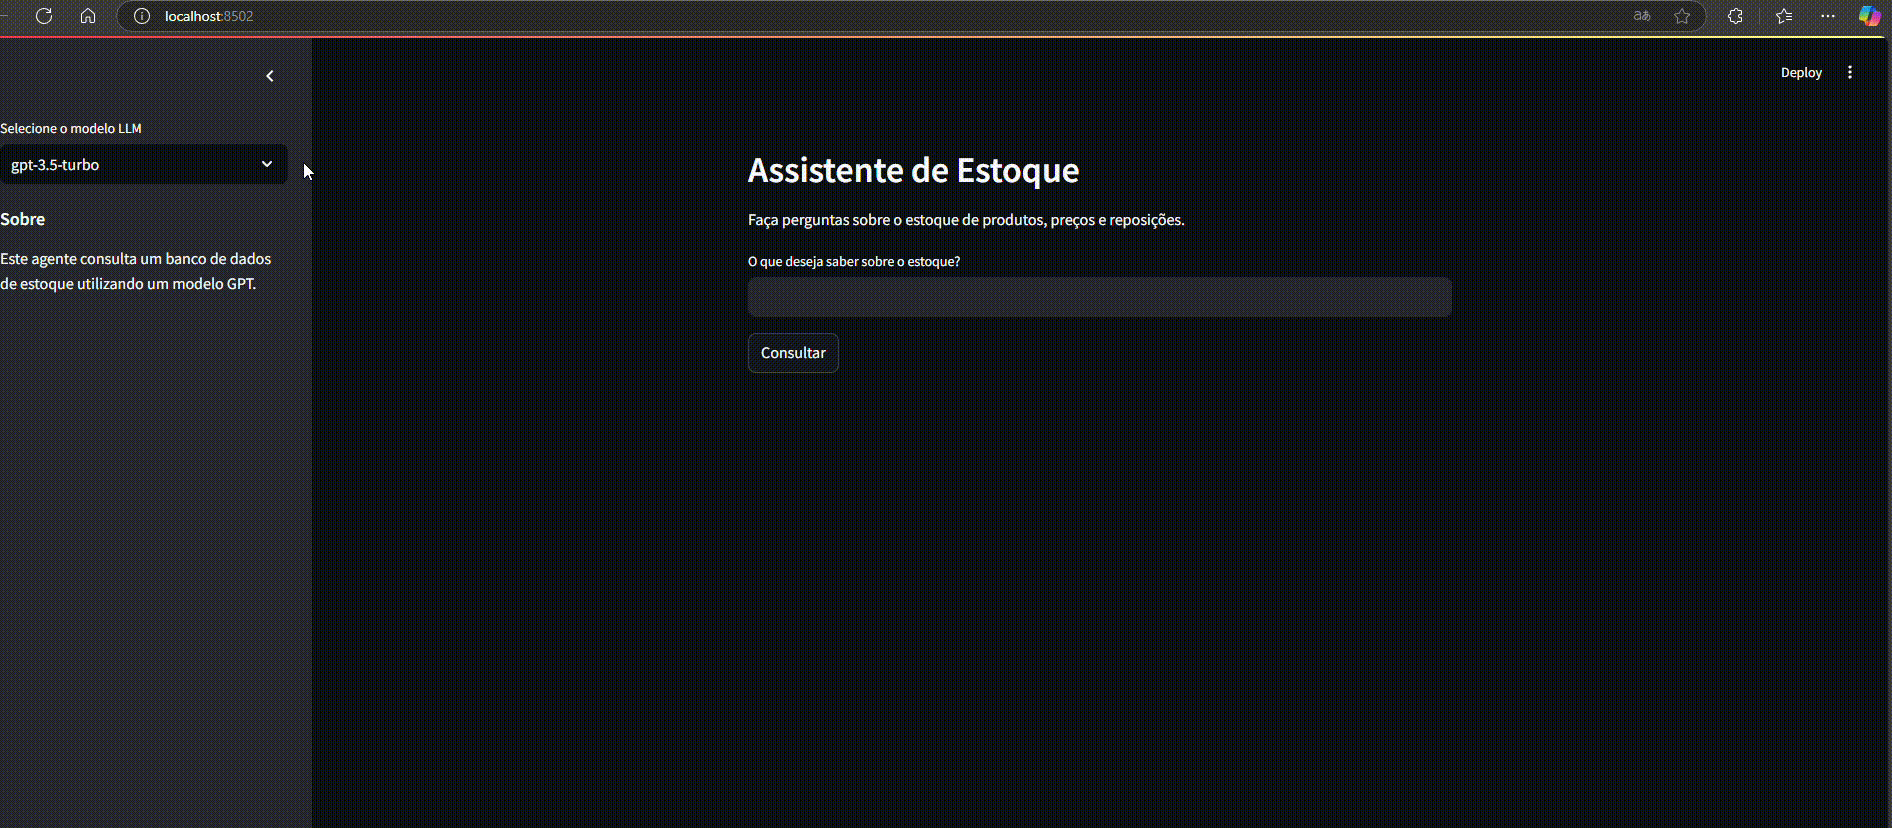 localhost:8502
Deploy
Selecione o modelo LLM
gpt-3.5-turbo
Sobre
Este agente consulta um banco de dados
de estoque utilizando um modelo GPT.
Assistente de Estoque
Faça perguntas sobre o estoque de produtos, preços e reposições.
O que deseja saber sobre o estoque?
Consultar